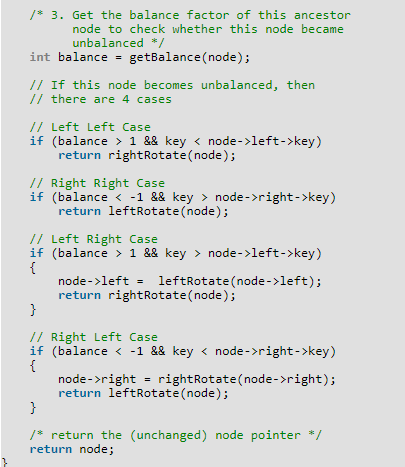 /* 3. Get the balance factor of this ancestor
node to check whether this node became
unbalanced */
int balance = getBalance(node);
// If this node becomes unbalanced, then
// there are 4 cases
// Left Left Case
if (balance > 1 && key < node->left->key)
return rightRotate(node);
// Right Right Case
if (balance < -1 && key > node->right->key)
return leftRotate(node);
// Left Right Case
if (balance > 1 && key > node->left->key)
{
node->left =  leftRotate(node->left);
return rightRotate(node);
}
// Right Left Case
if (balance < -1 && key < node->right->key)
{
node->right = rightRotate(node->right);
return leftRotate(node);
}
/* return the (unchanged) node pointer */
return node;
}